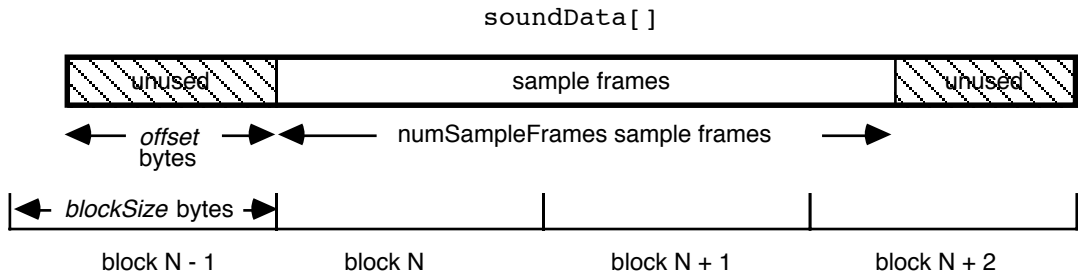 soundData[]
unused sample frames unused
offset bytes numSampleFrames sample frames
blockSize bytes
block N - 1 block N block N + 1 block N + 2